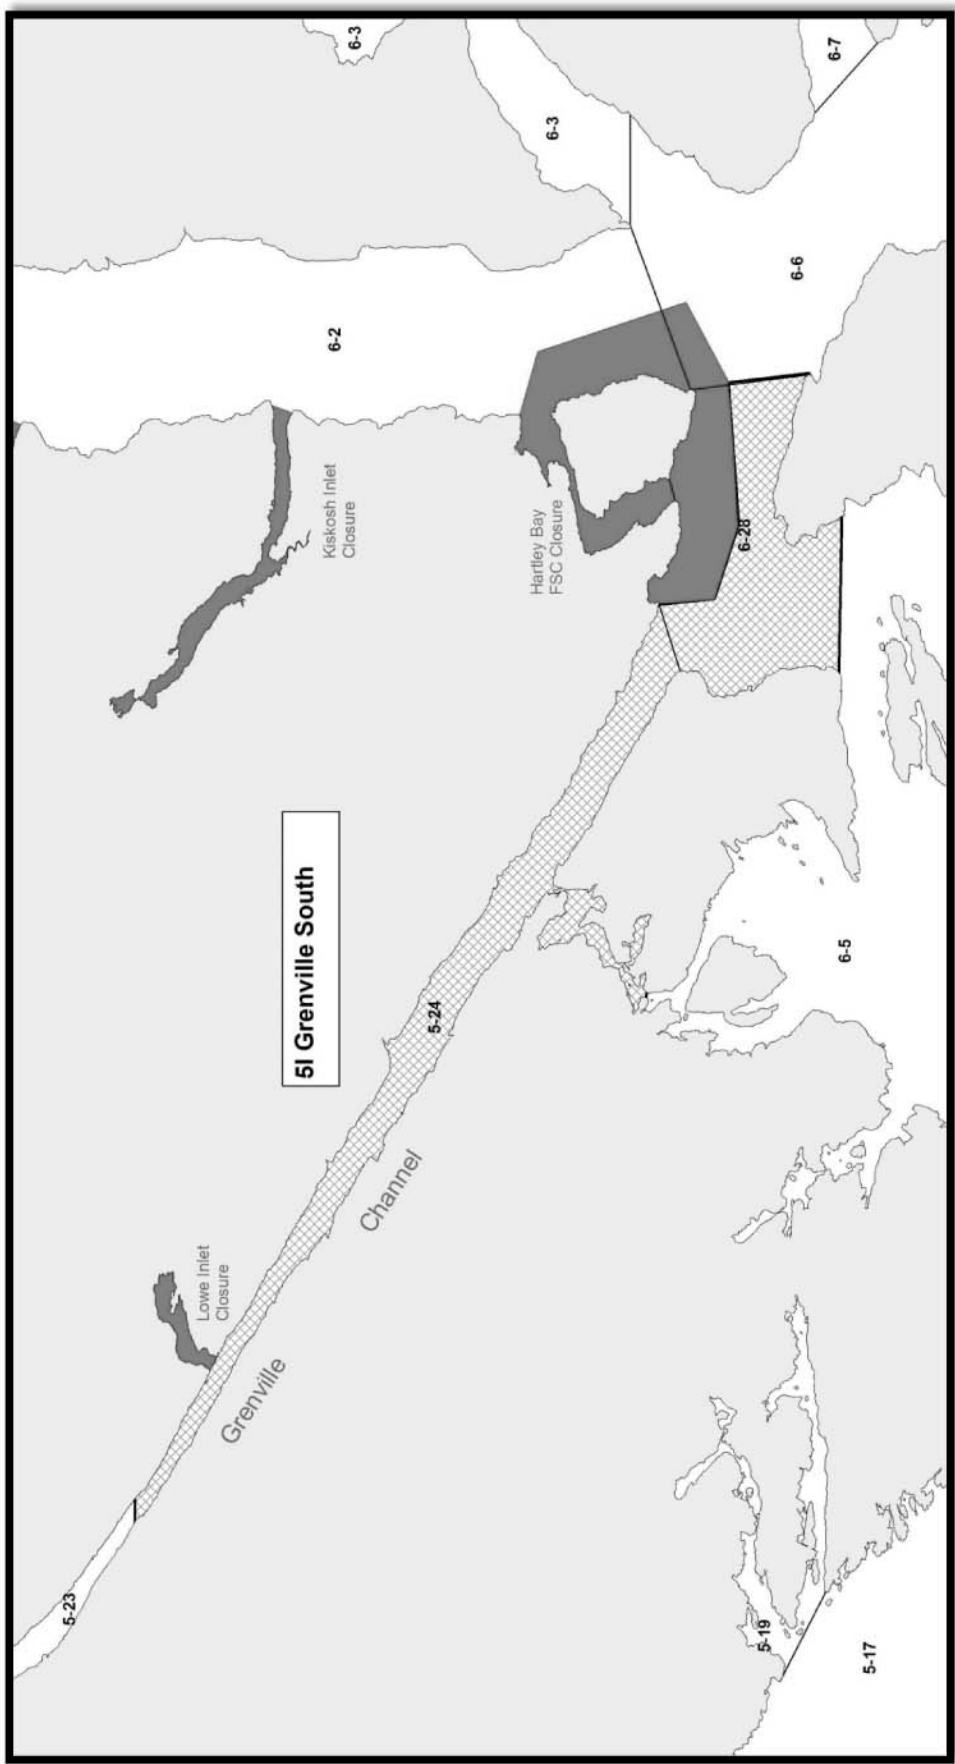 5-23
Lowe Inlet
Closure
Grenville
Channel
5I Grenville South
5-24
Kiskosh Inlet
Closure
Hartley Bay
FSC Closure
6-2
6-3
6-3
6-7
6-6
6-28
6-5
5-19
5-17